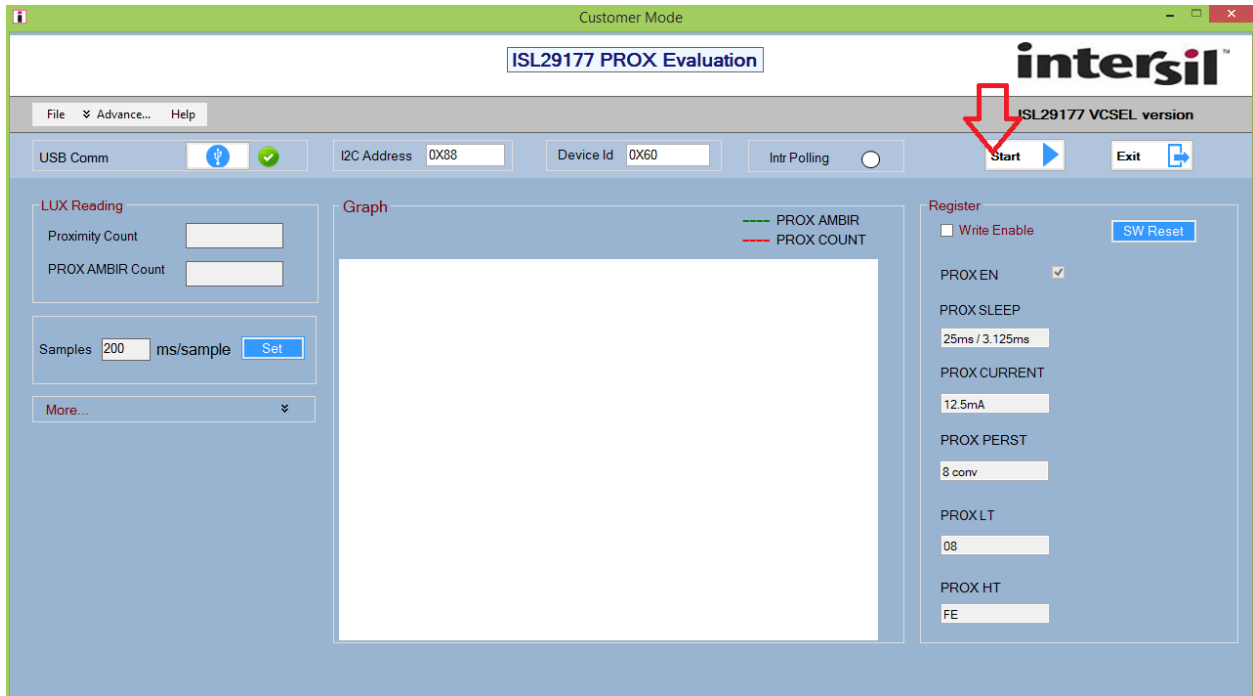 Customer Mode
ISL29177 PROX Evaluation
intersil™
File Advance... Help
ISL29177 VCSEL version
USB Comm
I2C Address 0X88
Device Id 0X60
Intr Polling
Start
Exit
LUX Reading
Proximity Count
PROX AMBIR Count
Samples 200 ms/sample Set
More...
Graph
---- PROX AMBIR
---- PROX COUNT
Register
Write Enable
SW Reset
PROX EN
PROX SLEEP
25ms / 3.125ms
PROX CURRENT
12.5mA
PROX PERST
8 conv
PROX LT
08
PROX HT
FE